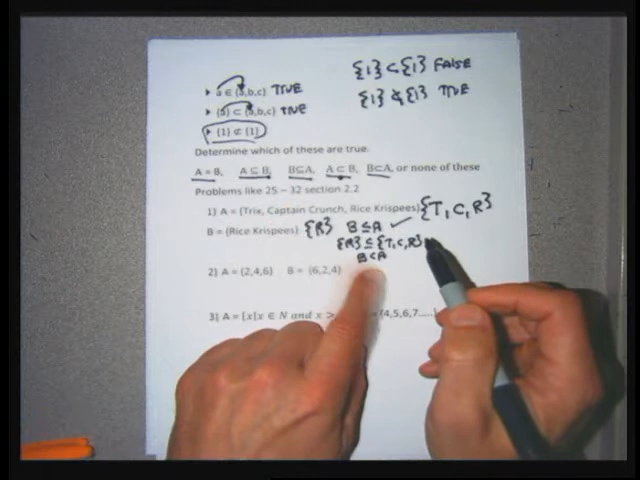 {1} ⊂ {1} FALSE
▸ a ∈ {a,b,c} TRUE
{1} ⊄ {1} TRUE
▸ {a} ⊂ {a,b,c} TRUE
▸ {1} ⊄ {1}
Determine which of these are true.
A = B, A ⊆ B, B⊆A, A ⊂ B, B⊂A, or none of these
Problems like 25 – 32 section 2.2
1) A = {Trix, Captain Crunch, Rice Krispees} {T, C, R}
B = {Rice Krispees} {R} B⊆A ✓
{R} ⊆ {T,C,R}
B⊂A
2) A = {2,4,6} B = {6,2,4}
3) A = {x|x ∈ N and x > = {4,5,6,7.....